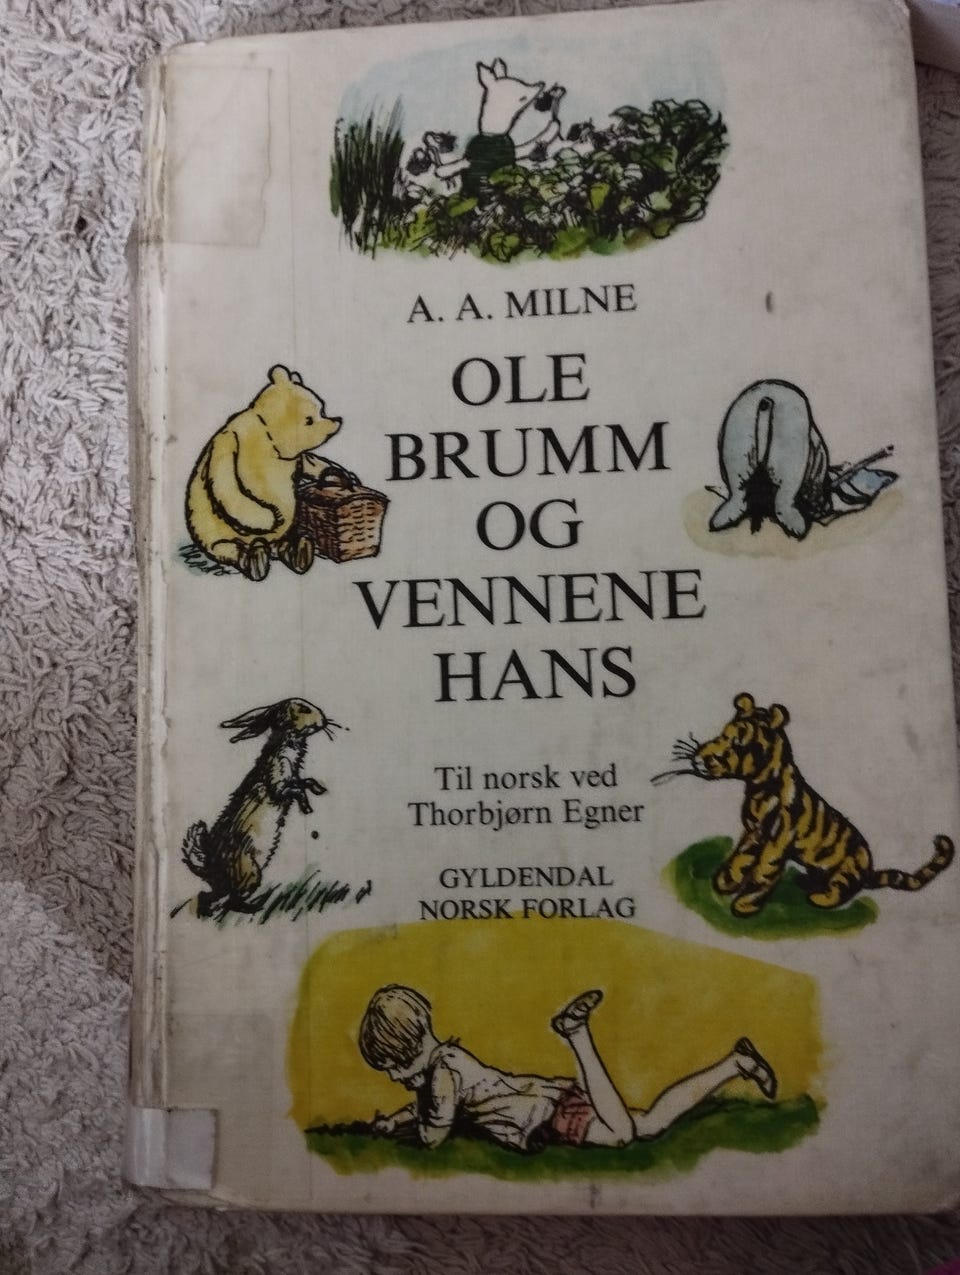 A. A. MILNE
OLE
BRUMM
OG
VENNENE
HANS
Til norsk ved
Thorbjørn Egner
GYLDENDAL
NORSK FORLAG